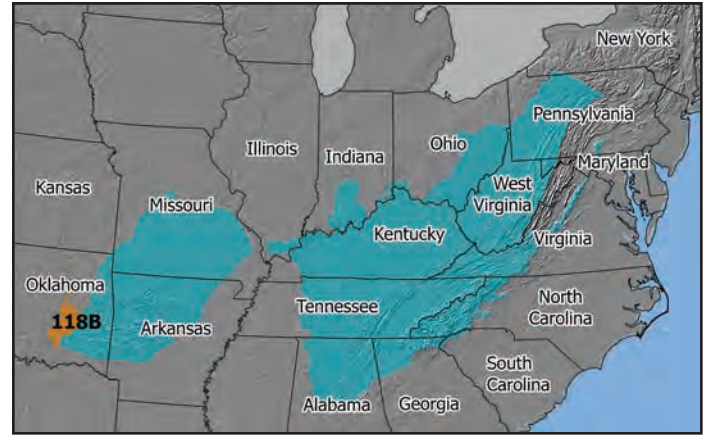 New York
Pennsylvania
Ohio
Illinois
Indiana
Maryland
West
Virginia
Kansas
Missouri
Kentucky
Virginia
Oklahoma
118B
Arkansas
Tennessee
North
Carolina
South
Carolina
Alabama
Georgia